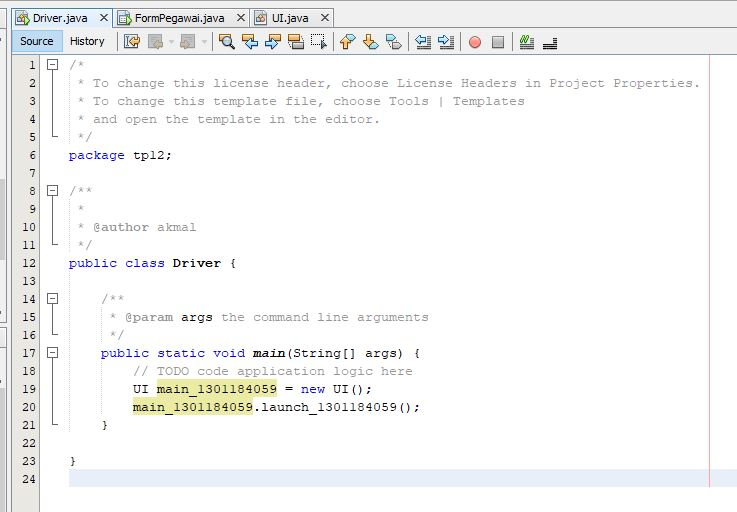 Driver.java × FormPegawai.java × UI.java ×
Source History
1 /*
2 * To change this license header, choose License Headers in Project Properties.
3 * To change this template file, choose Tools | Templates
4 * and open the template in the editor.
5 */
6 package tp12;
7
8 /**
9 *
10 * @author akmal
11 */
12 public class Driver {
13
14 /**
15 * @param args the command line arguments
16 */
17 public static void main(String[] args) {
18 // TODO code application logic here
19 UI main_1301184059 = new UI();
20 main_1301184059.launch_1301184059();
21 }
22
23 }
24